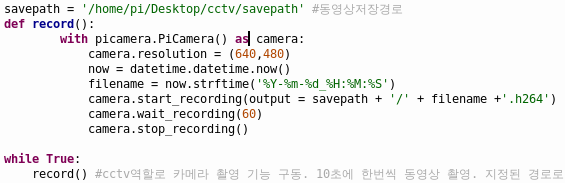 savepath = '/home/pi/Desktop/cctv/savepath' #동영상저장경로
def record():
with picamera.PiCamera() as camera:
camera.resolution = (640,480)
now = datetime.datetime.now()
filename = now.strftime('%Y-%m-%d_%H:%M:%S')
camera.start_recording(output = savepath + '/' + filename +'.h264')
camera.wait_recording(60)
camera.stop_recording()
while True:
record() #cctv역할로 카메라 촬영 기능 구동. 10초에 한번씩 동영상 촬영. 지정된 경로로